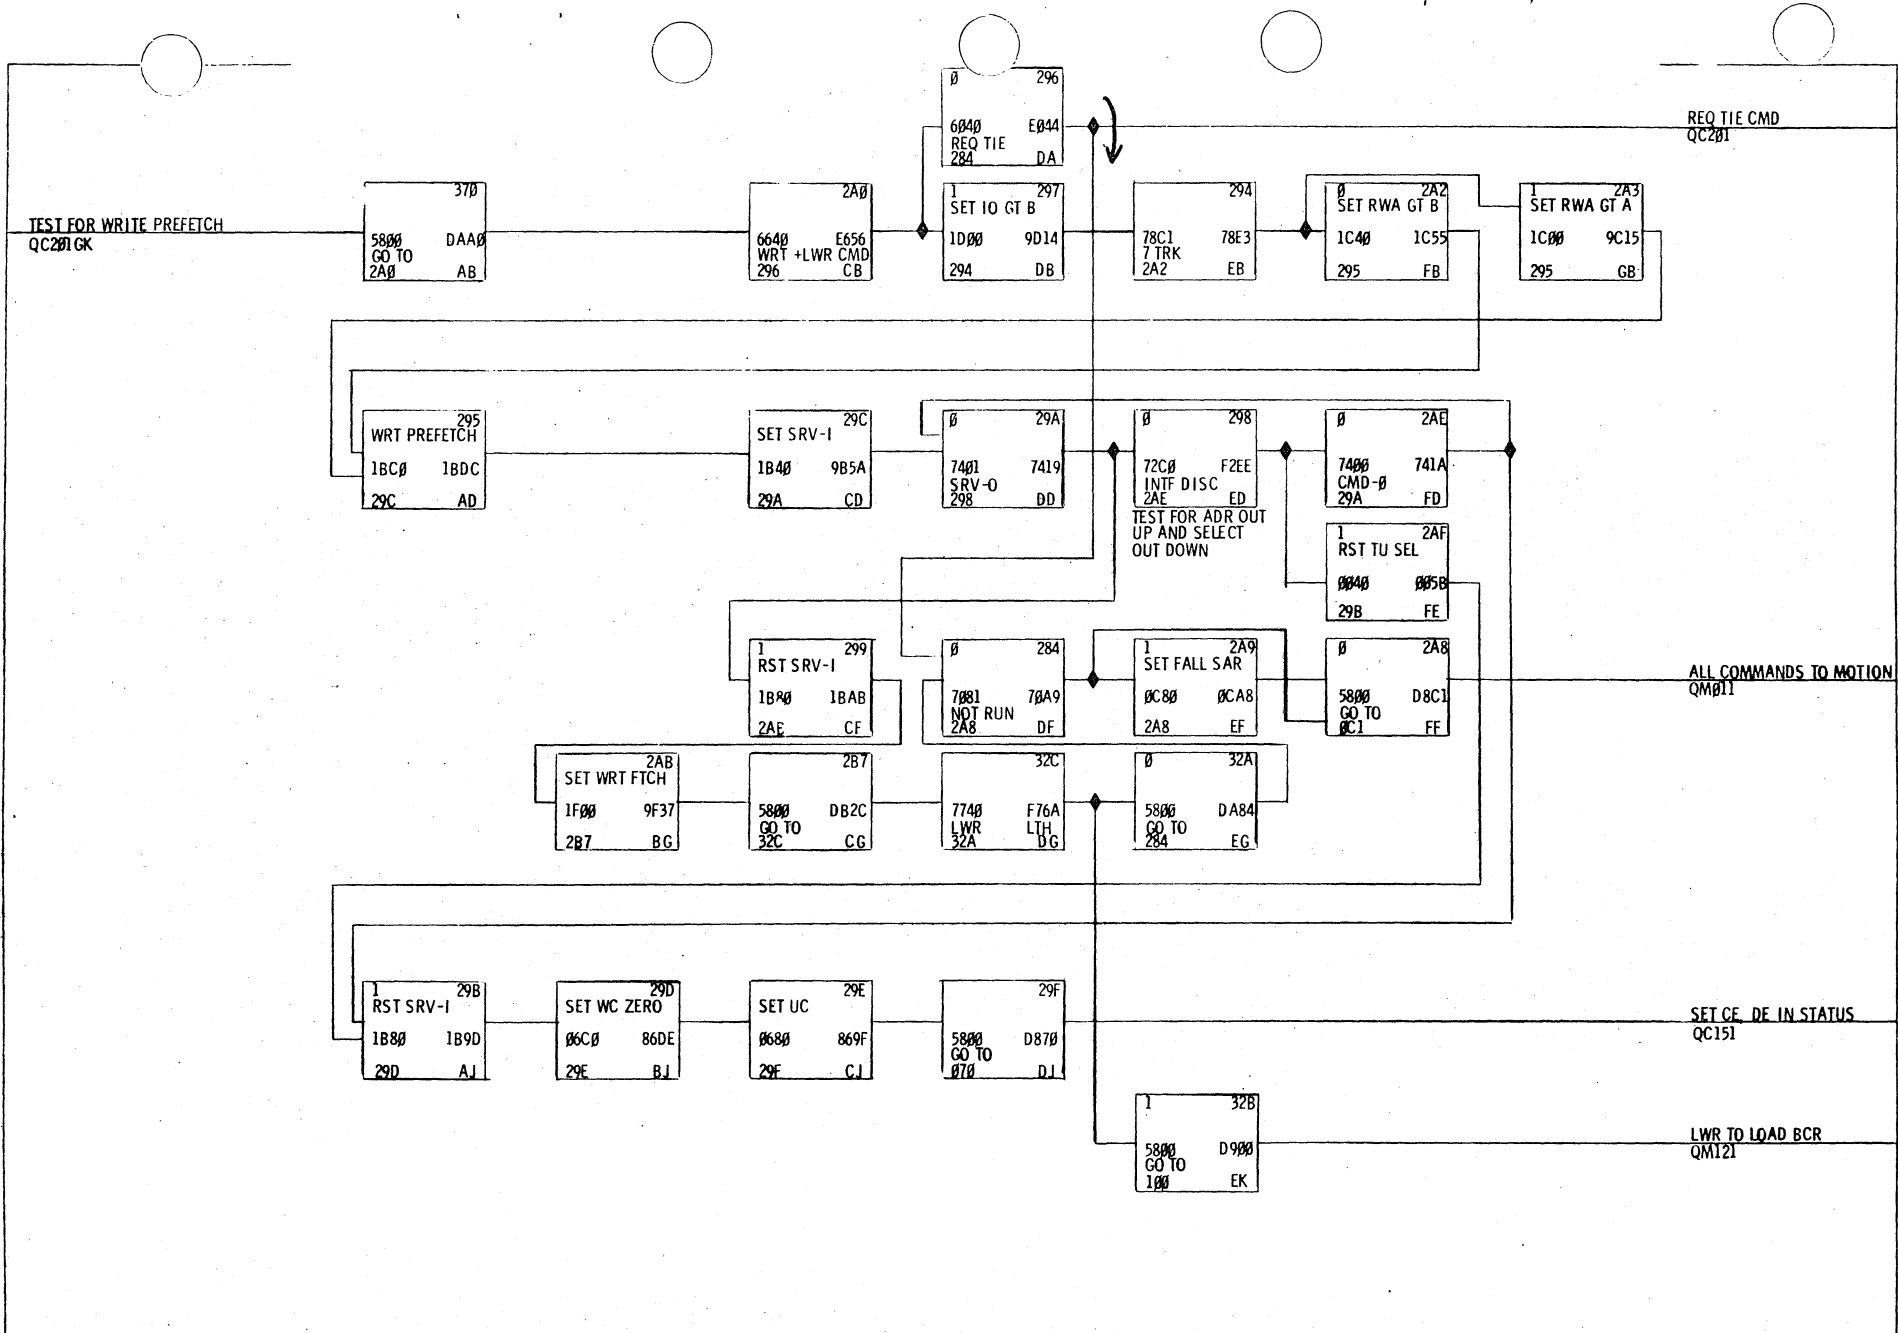 Ø 296
6Ø4Ø EØ44
REQ TIE
284 DA
REQ TIE CMD
QC2Ø1
TEST FOR WRITE PREFETCH
QC2Ø1GK
37Ø
58ØØ DAAØ
GO TO
2AØ AB
2AØ
664Ø E656
WRT +LWR CMD
296 CB
1 297
SET IO GT B
1DØØ 9D14
294 DB
294
78C1 78E3
7 TRK
2A2 EB
Ø 2A2
SET RWA GT B
1C4Ø 1C55
295 FB
1 2A3
SET RWA GT A
1CØØ 9C15
295 GB
295
WRT PREFETCH
1BCØ 1BDC
29C AD
29C
SET SRV-I
1B4Ø 9B5A
29A CD
Ø 29A
74Ø1 7419
SRV-O
298 DD
Ø 298
72CØ F2EE
INTF DISC
2AE ED
TEST FOR ADR OUT
UP AND SELECT
OUT DOWN
Ø 2AE
74ØØ 741A
CMD-Ø
29A FD
1 2AF
RST TU SEL
ØØ4Ø ØØ5B
29B FE
1 299
RST SRV-I
1B8Ø 1BAB
2AE CF
Ø 284
7Ø81 7ØA9
NOT RUN
2A8 DF
1 2A9
SET FALL SAR
ØC8Ø ØCA8
2A8 EF
Ø 2A8
58ØØ D8C1
GO TO
ØC1 FF
ALL COMMANDS TO MOTION
QMØ11
2AB
SET WRT FTCH
1FØØ 9F37
2B7 BG
2B7
58ØØ DB2C
GO TO
32C CG
32C
774Ø F76A
LWR LTH
32A DG
Ø 32A
58ØØ DA84
GO TO
284 EG
1 29B
RST SRV-I
1B8Ø 1B9D
29D AJ
29D
SET WC ZERO
Ø6CØ 86DE
29E BJ
29E
SET UC
Ø68Ø 869F
29F CJ
29F
58ØØ D87Ø
GO TO
Ø7Ø DJ
SET CE, DE IN STATUS
QC151
1 32B
58ØØ D9ØØ
GO TO
1ØØ EK
LWR TO LOAD BCR
QM121